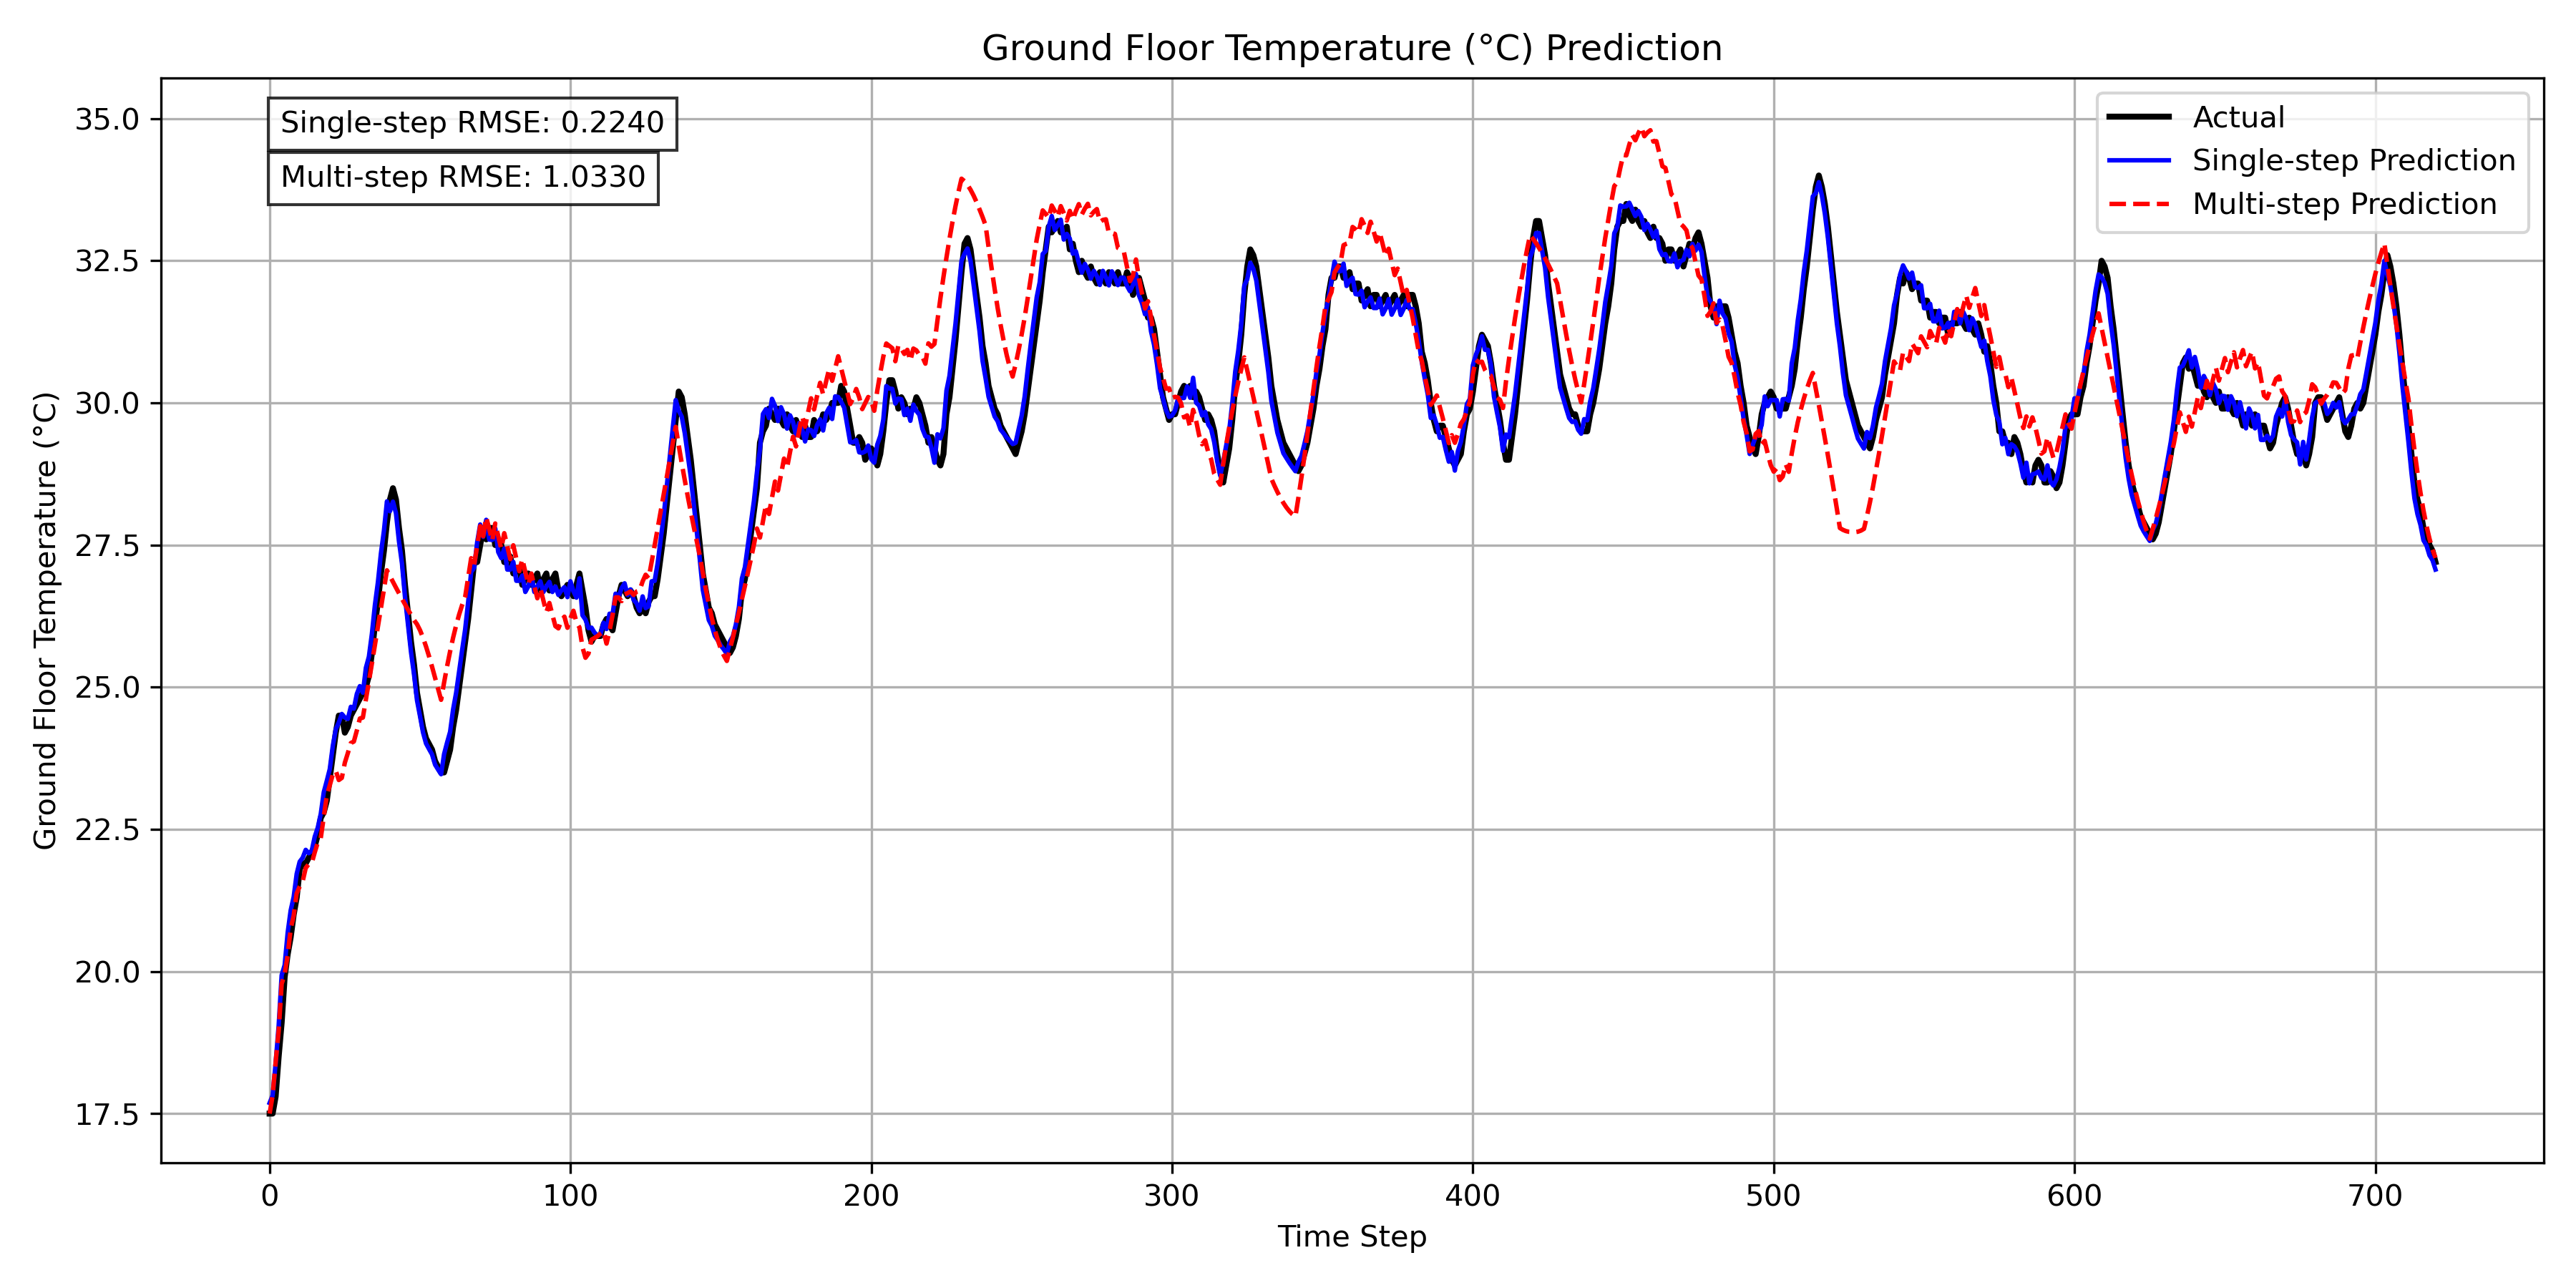 Ground Floor Temperature (°C) Prediction
Single-step RMSE: 0.2240
Multi-step RMSE: 1.0330
Actual
Single-step Prediction
Multi-step Prediction
Ground Floor Temperature (°C)
35.0
32.5
30.0
27.5
25.0
22.5
20.0
17.5
0 100 200 300 400 500 600 700
Time Step